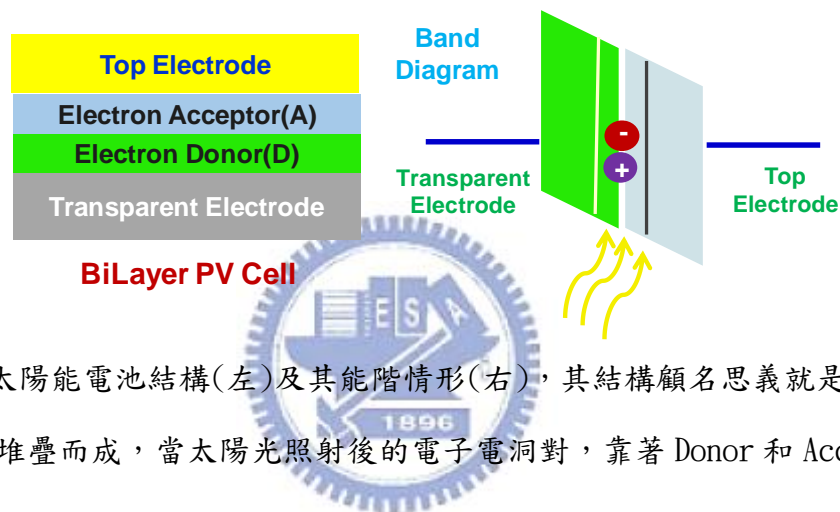 Top Electrode
Electron Acceptor(A)
Electron Donor(D)
Transparent Electrode
BiLayer PV Cell
Band
Diagram
-
+
Transparent
Electrode
Top
Electrode
太陽能電池結構(左)及其能階情形(右),其結構顧名思義就是
堆疊而成,當太陽光照射後的電子電洞對,靠著 Donor 和 Acc
ESA
1896